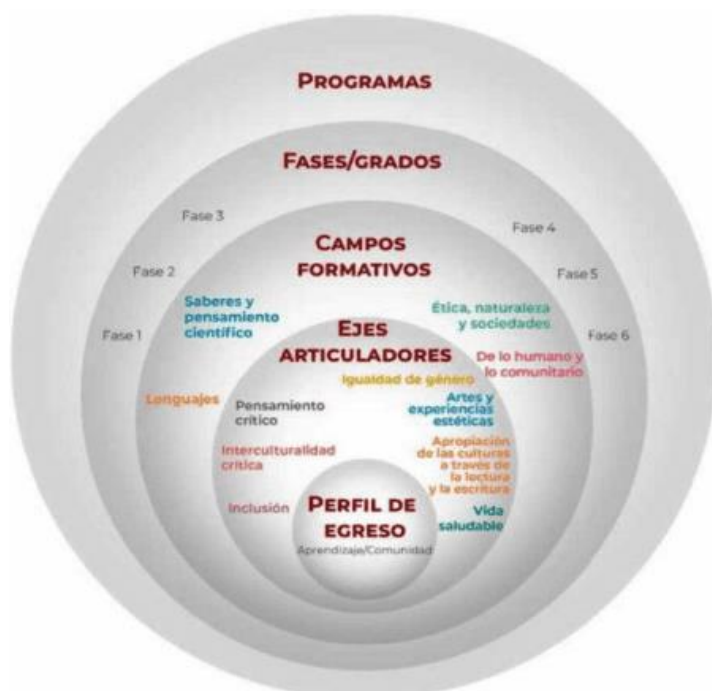 PROGRAMAS
FASES/GRADOS
Fase 3
Fase 4
Fase 2
Fase 5
Fase 1
Fase 6
CAMPOS
FORMATIVOS
Saberes y
pensamiento
científico
Ética, naturaleza
y sociedades
De lo humano y
lo comunitario
Lenguajes
EJES
ARTICULADORES
Igualdad de género
Pensamiento
crítico
Artes y
experiencias
estéticas
Interculturalidad
crítica
Apropiación
de las culturas
a través de
la lectura
y la escritura
Inclusión
Vida
saludable
PERFIL DE
EGRESO
Aprendizaje/Comunidad